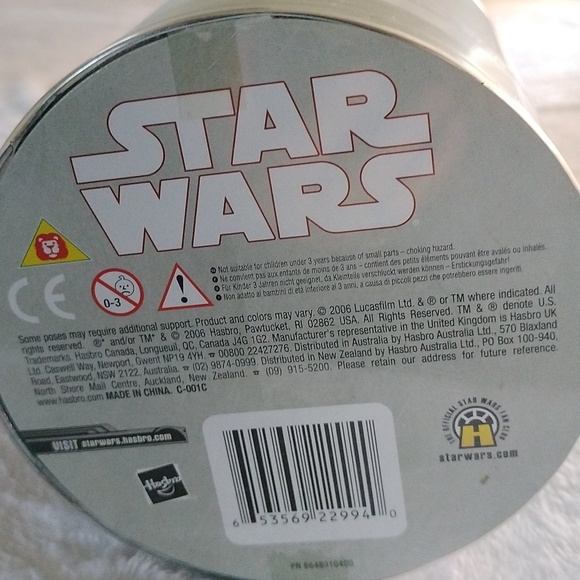 STAR
WARS
Not suitable for children under 3 years because of small parts - choking hazard.
Ne convient pas aux enfants de moins de 3 ans - contient des petits éléments pouvant être avalés ou inhalés.
Für Kinder 3 Jahren nicht geeignet, da Kleinteile verschluckt werden können - Erstickungsgefahr!
Non adatto ai bambini di età inferiore ai 3 anni, a causa di piccoli pezzi che potrebbero essere ingeriti
CE
0-3
!
Some poses may require additional support. Product and colors may vary. © 2006 Lucasfilm Ltd. & ® or TM where indicated. All
rights reserved. ®* and/or TM* & © 2006 Hasbro, Pawtucket, RI 02862 USA. All Rights Reserved. TM & ® denote U.S.
Trademarks. Hasbro Canada, Longueuil, QC, Canada J4G 1G2. Manufacturer's representative in the United Kingdom is Hasbro UK
Ltd. Caswell Way, Newport, Gwent NP19 4YH. ☎ 00800 22427276. Distributed in Australia by Hasbro Australia Ltd., 570 Blaxland
Road, Eastwood, NSW 2122, Australia. ☎ (02) 9874-0999. Distributed in New Zealand by Hasbro Australia Ltd., PO Box 100-940,
North Shore Mail Centre, Auckland, New Zealand. ☎ (09) 915-5200. Please retain our address for future reference.
www.hasbro.com MADE IN CHINA. C-001C
VISIT starwars.hasbro.com
Hasbro
THE OFFICIAL STAR WARS FAN CLUB
H
starwars.com
6 53569 22994 0